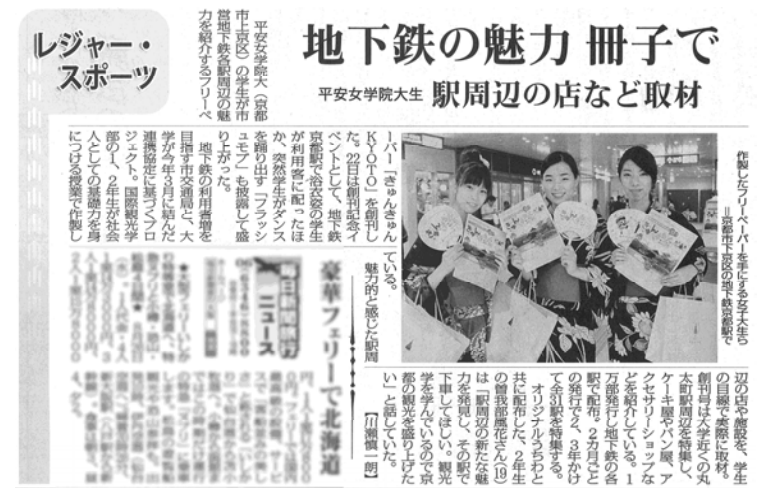 レジャー・
スポーツ
地下鉄の魅力 冊子で
平安女学院大生 駅周辺の店など取材
平安女学院大（京都
市上京区）の学生が市
営地下鉄各駅周辺の魅
力を紹介するフリーペ
ーパー「きゅんきゅん
KYOTO」を創刊し
た。22日は創刊記念イ
ベントとして、地下鉄
京都駅で浴衣姿の学生
が利用客に配ったほ
か、突然学生がダンス
を踊り出す「フラッシ
ュモブ」も披露して盛
り上がった。
地下鉄の利用者増を
目指す市交通局と、大
学が今年3月に結んだ
連携協定に基づくプロ
ジェクト。国際観光学
部の1、2年生が社会
人としての基礎力を身
につける授業で作製し
ている。
魅力的と感じた駅周
辺の店や施設を、学生
の目線で実際に取材。
創刊号は大学近くの丸
太町駅周辺を特集し、
ケーキ屋やパン屋、ア
クセサリーショップな
どを紹介している。1
万部発行し地下鉄の各
駅で配布。2カ月ごと
の発行で2、3年かけ
て全31駅を特集する。
オリジナルうちわと
共に配布した、2年生
の曽我部風花さん（19）
は「駅周辺の新たな魅
力を発見し、その駅で
下車してほしい。観光
学を学んでいるので京
都の観光を盛り上げた
い」と話していた。
【川瀬慎一朗】
作製したフリーペーパーを手にする女子大生ら
＝京都市下京区の地下鉄京都駅で
豪華フェリーで北海道
ニュース